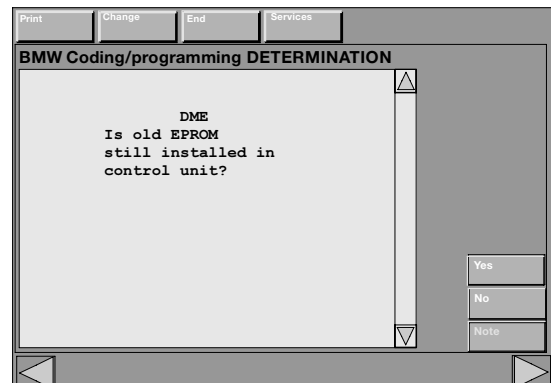 Print Change End Services
BMW Coding/programming DETERMINATION
DME
Is old EPROM
still installed in
control unit?
Yes
No
Note